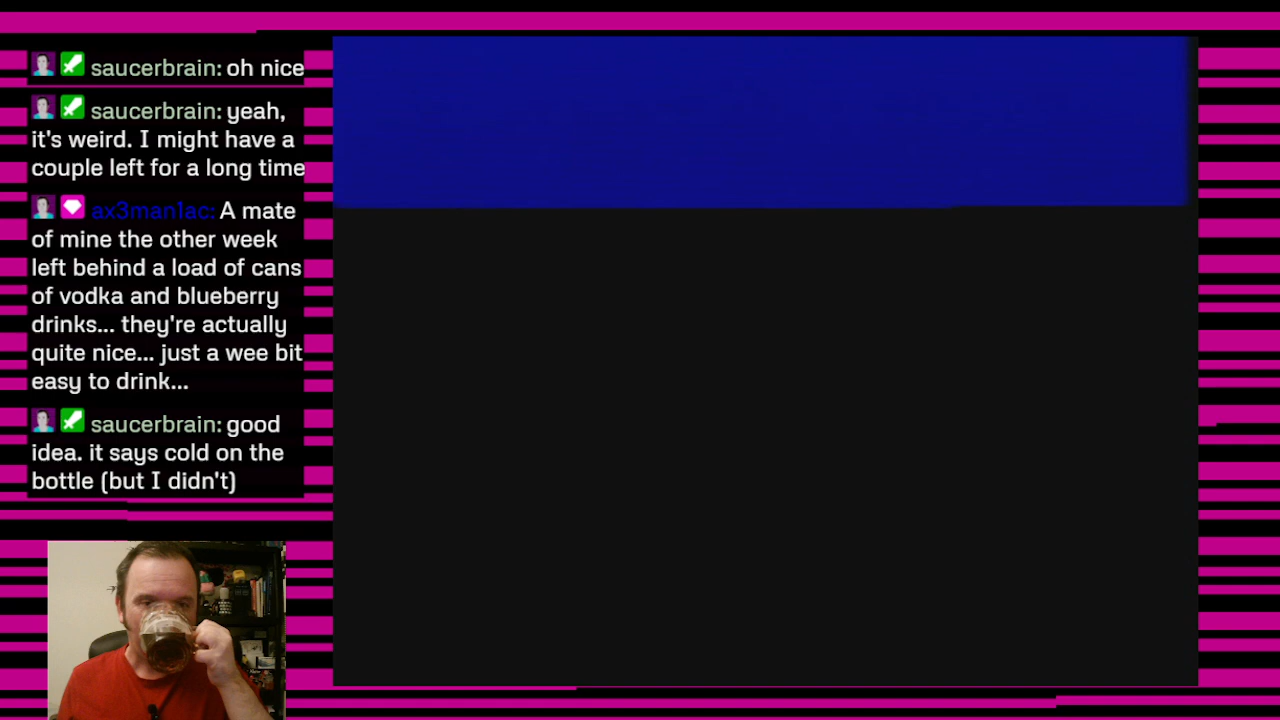 saucerbrain: oh nice
saucerbrain: yeah,
it's weird. I might have a
couple left for a long time
ax3man1ac: A mate
of mine the other week
left behind a load of cans
of vodka and blueberry
drinks... they're actually
quite nice... just a wee bit
easy to drink...
saucerbrain: good
idea. it says cold on the
bottle (but I didn't)